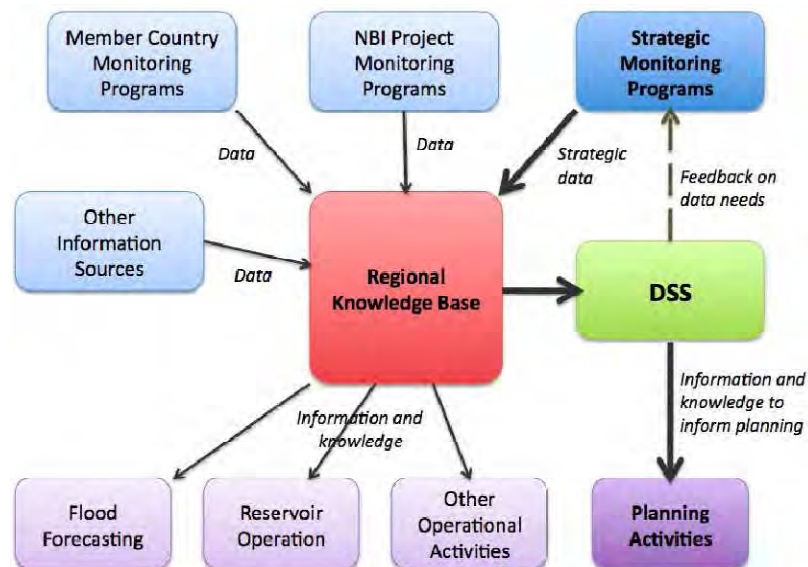 Member Country
Monitoring
Programs
NBI Project
Monitoring
Programs
Strategic
Monitoring
Programs
Data
Data
Strategic
data
Feedback on
data needs
Other
Information
Sources
Data
Regional
Knowledge Base
DSS
Information and
knowledge
Information and
knowledge to
inform planning
Flood
Forecasting
Reservoir
Operation
Other
Operational
Activities
Planning
Activities